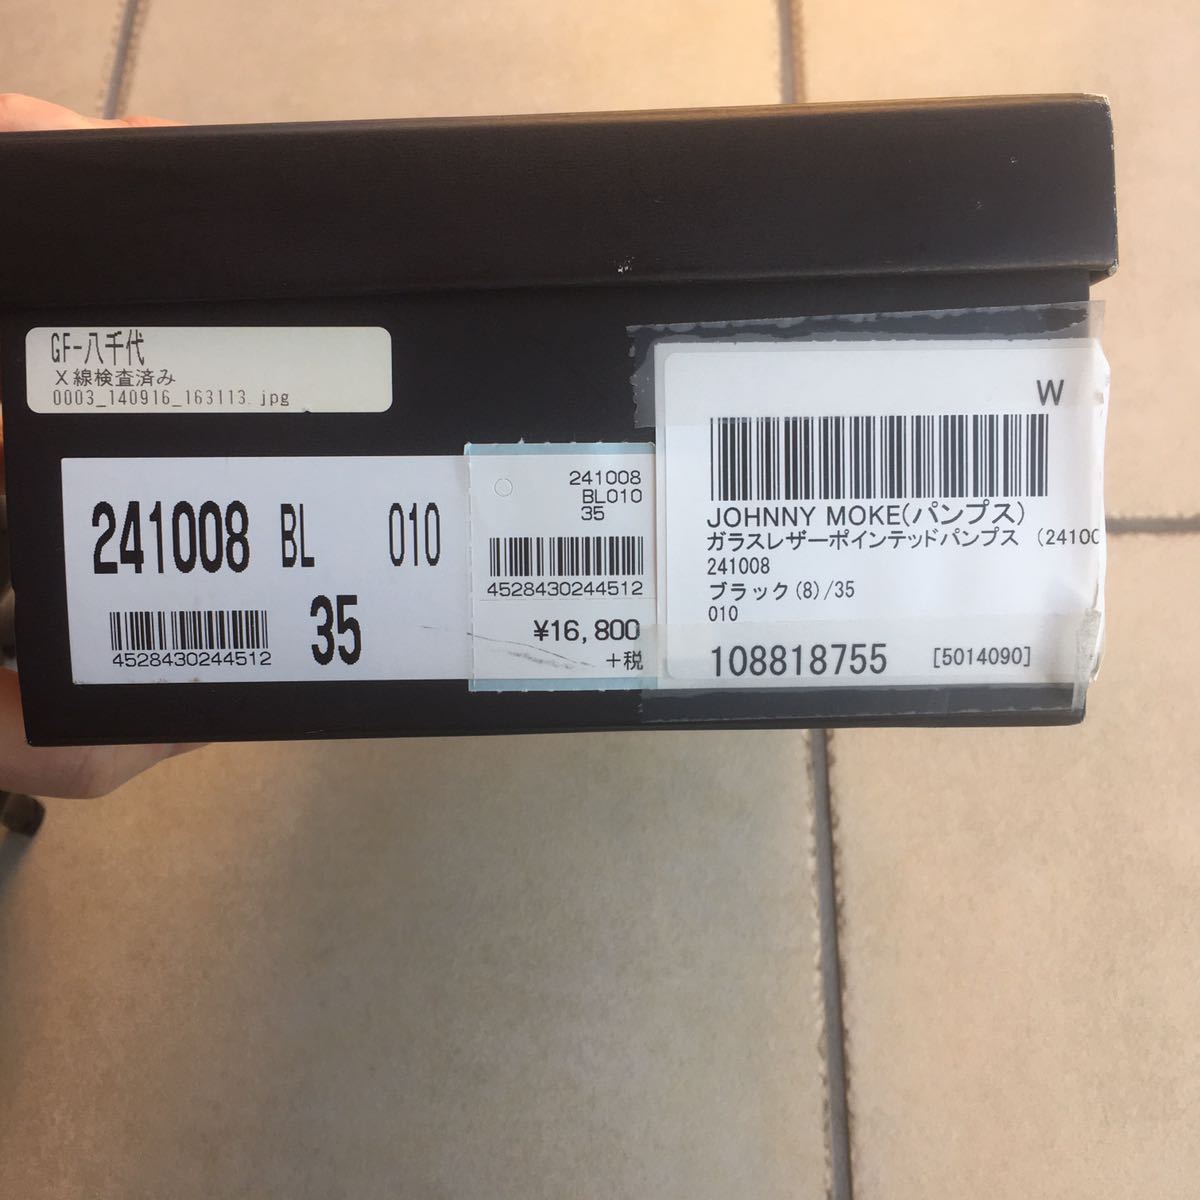 GF-八千代
X線検査済み
0003_140916_163113.jpg
241008 BL 010
35
4528430244512
241008
BL010
35
4528430244512
¥16,800
+税
W
JOHNNY MOKE(パンプス)
ガラスレザーポインテッドパンプス (24100
241008
ブラック(8)/35
010
108818755 [5014090]